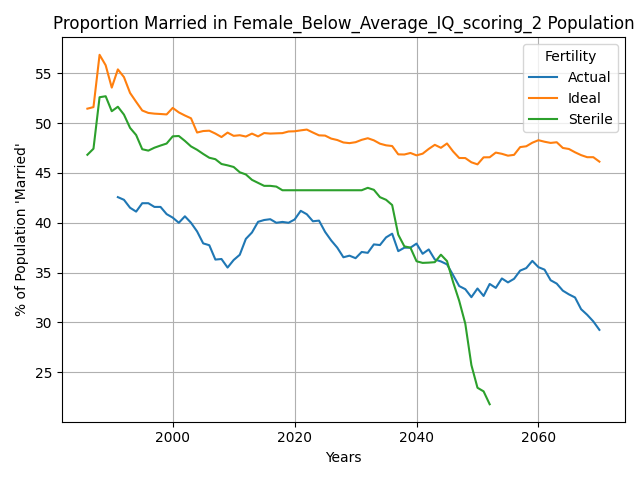 Proportion Married in Female_Below_Average_IQ_scoring_2 Population
% of Population 'Married'
55
50
45
40
35
30
25
Fertility
Actual
Ideal
Sterile
2000 2020 2040 2060
Years